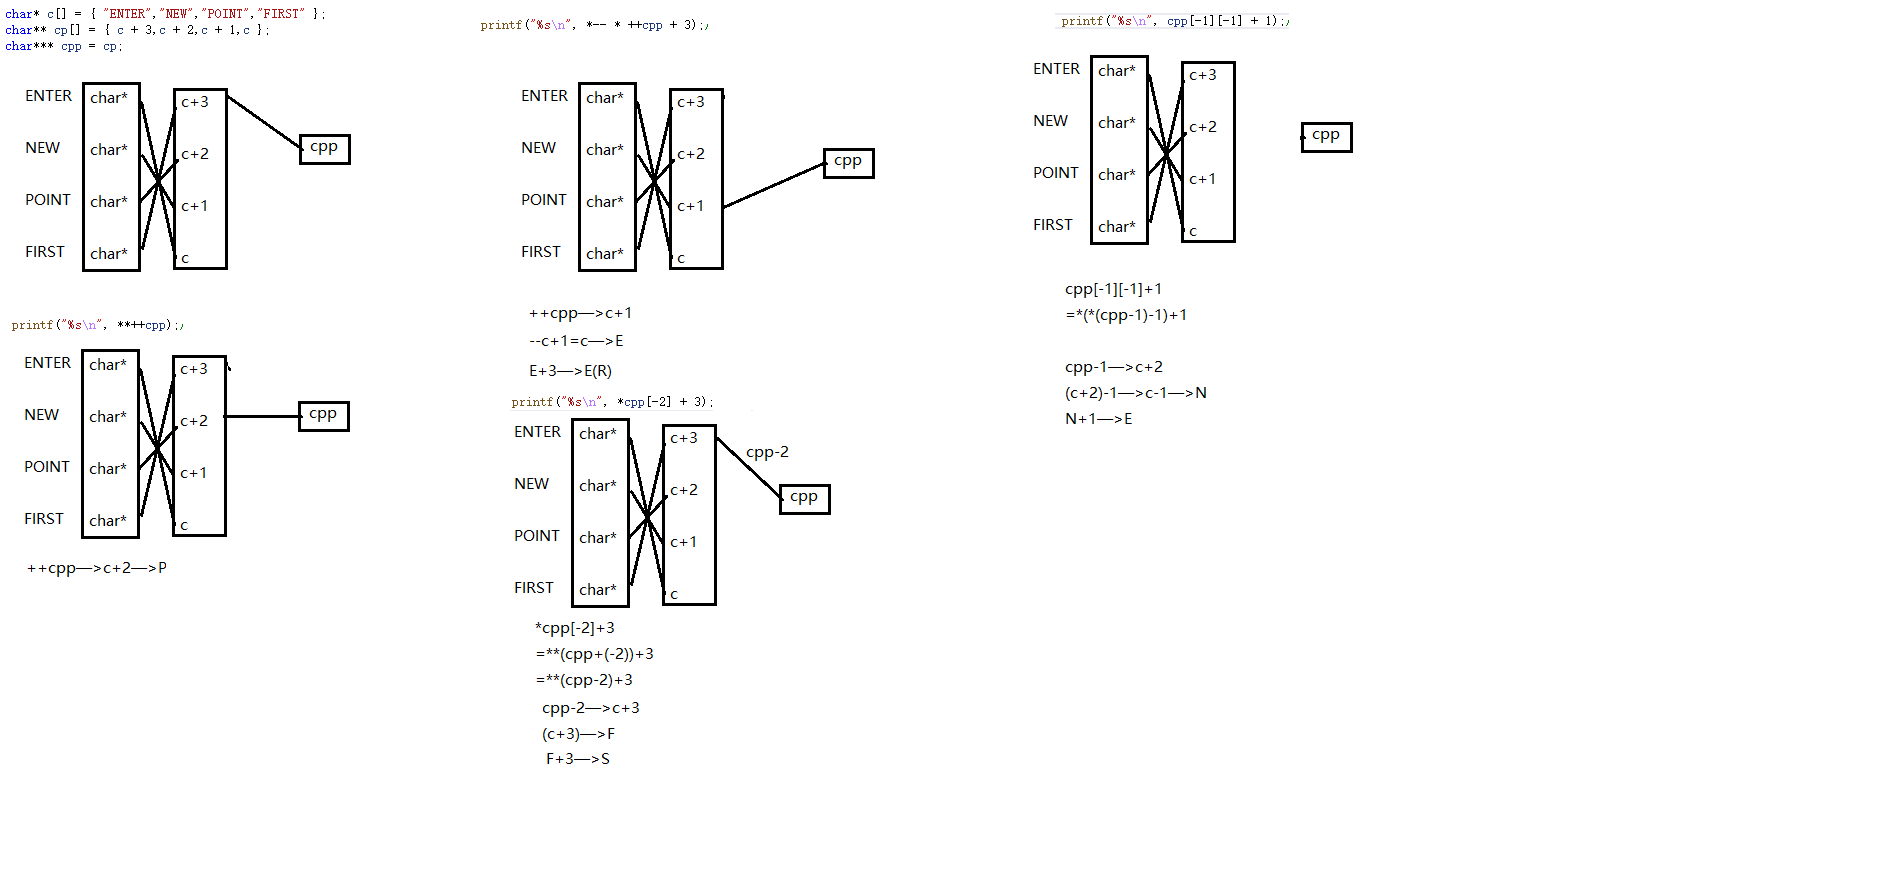 char* c[] = { "ENTER","NEW","POINT","FIRST" };
char** cp[] = { c + 3,c + 2,c + 1,c };
char*** cpp = cp;
ENTER char* c+3
cpp
NEW char* c+2
POINT char* c+1
FIRST char* c
printf("%s\n", **++cpp);
ENTER char* c+3
NEW char* c+2 cpp
POINT char* c+1
FIRST char* c
++cpp—>c+2—>P
printf("%s\n", *-- * ++cpp + 3);
ENTER char* c+3
NEW char* c+2 cpp
POINT char* c+1
FIRST char* c
++cpp—>c+1
--c+1=c—>E
E+3—>E(R)
printf("%s\n", *cpp[-2] + 3);
ENTER char* c+3
cpp-2
NEW char* c+2 cpp
POINT char* c+1
FIRST char* c
*cpp[-2]+3
=**(cpp+(-2))+3
=**(cpp-2)+3
cpp-2—>c+3
(c+3)—>F
F+3—>S
printf("%s\n", cpp[-1][-1] + 1);
ENTER char* c+3
NEW char* c+2 cpp
POINT char* c+1
FIRST char* c
cpp[-1][-1]+1
=*(*(cpp-1)-1)+1
cpp-1—>c+2
(c+2)-1—>c-1—>N
N+1—>E